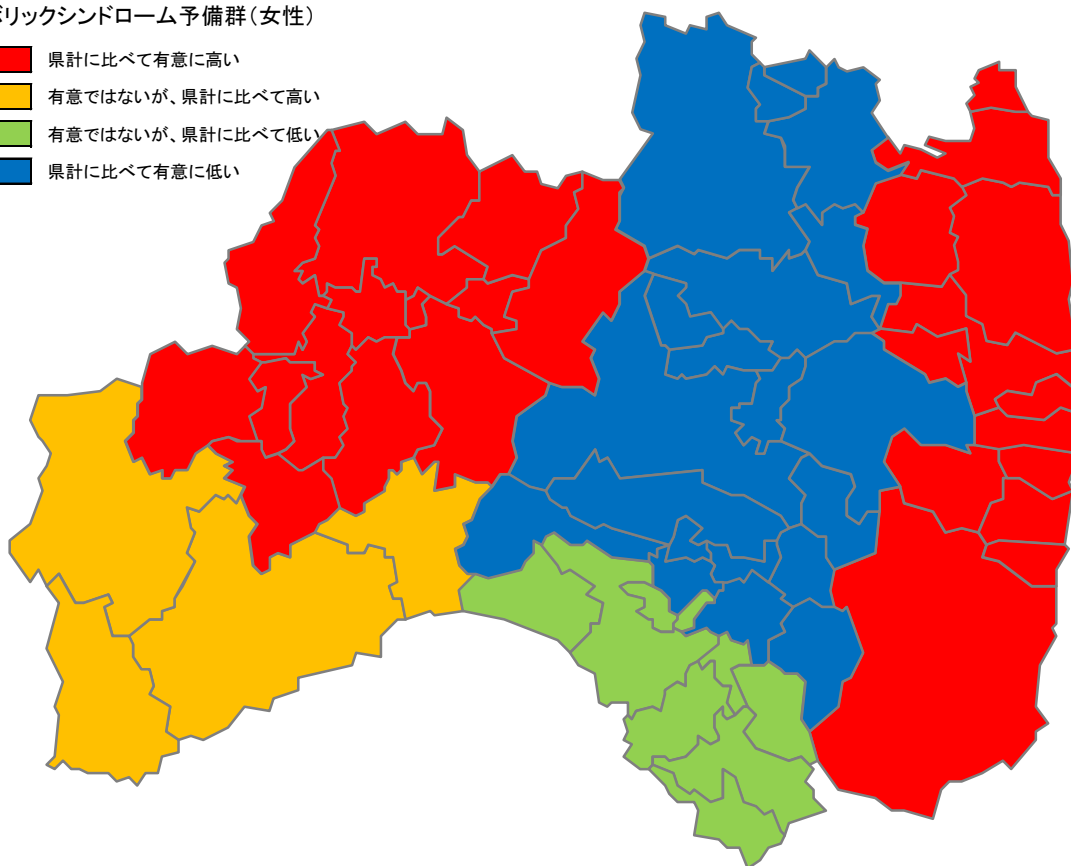 リックシンドローム予備群（女性）
県計に比べて有意に高い
有意ではないが、県計に比べて高い
有意ではないが、県計に比べて低い
県計に比べて有意に低い